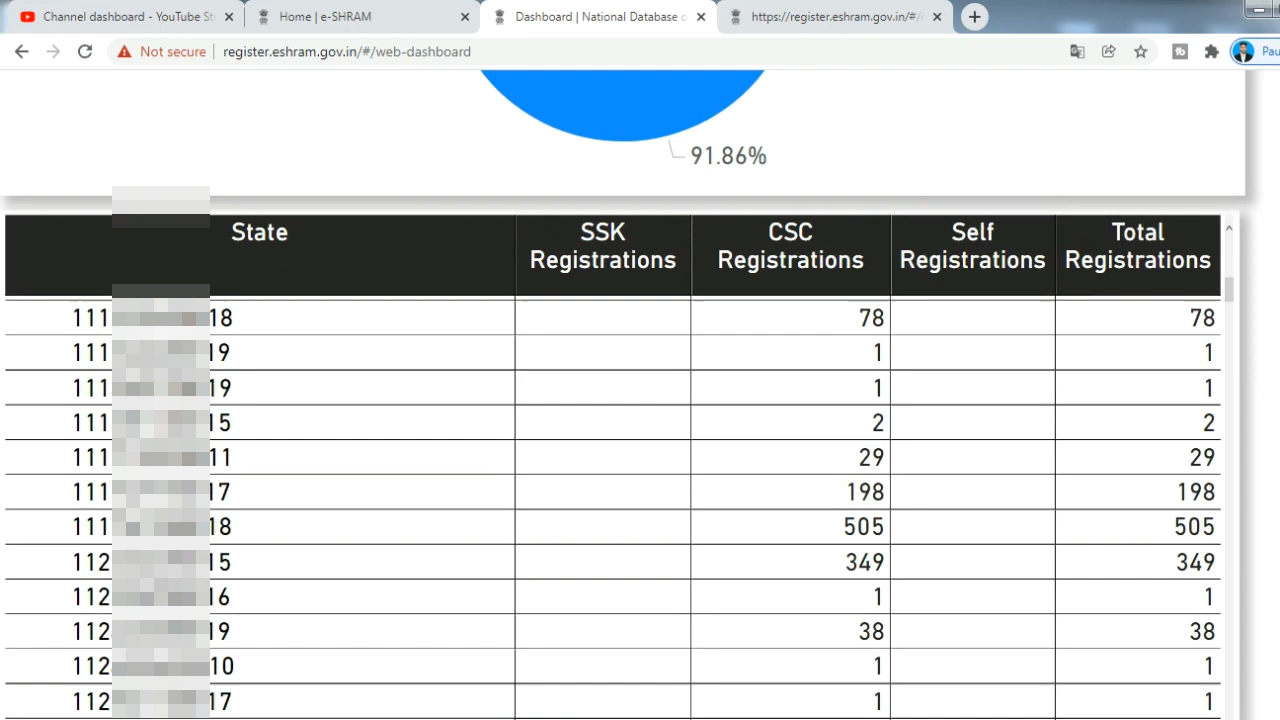 Channel dashboard - YouTube St
Home | e-SHRAM
Dashboard | National Database o
https://register.eshram.gov.in/#/
Not secure
register.eshram.gov.in/#/web-dashboard
Pau
91.86%
State SSK Registrations CSC Registrations Self Registrations Total Registrations
111 18 78 78
111 19 1 1
111 19 1 1
111 15 2 2
111 11 29 29
111 17 198 198
111 18 505 505
112 15 349 349
112 16 1 1
112 19 38 38
112 10 1 1
112 17 1 1